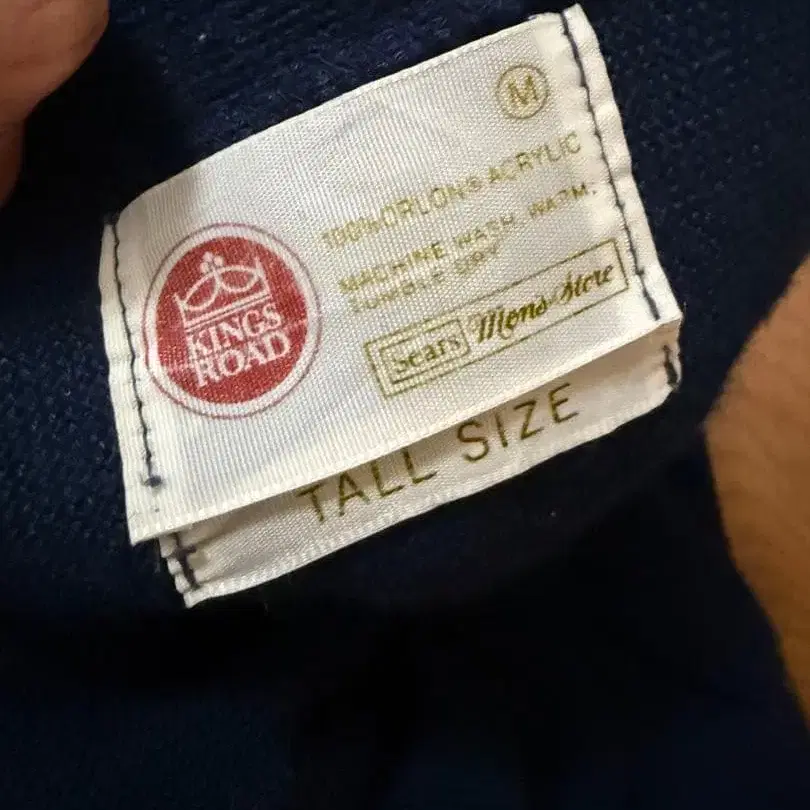 M
100% ORLON® ACRYLIC
MACHINE WASH, WARM,
TUMBLE DRY
KINGS
ROAD
Sears Mens Store
TALL SIZE